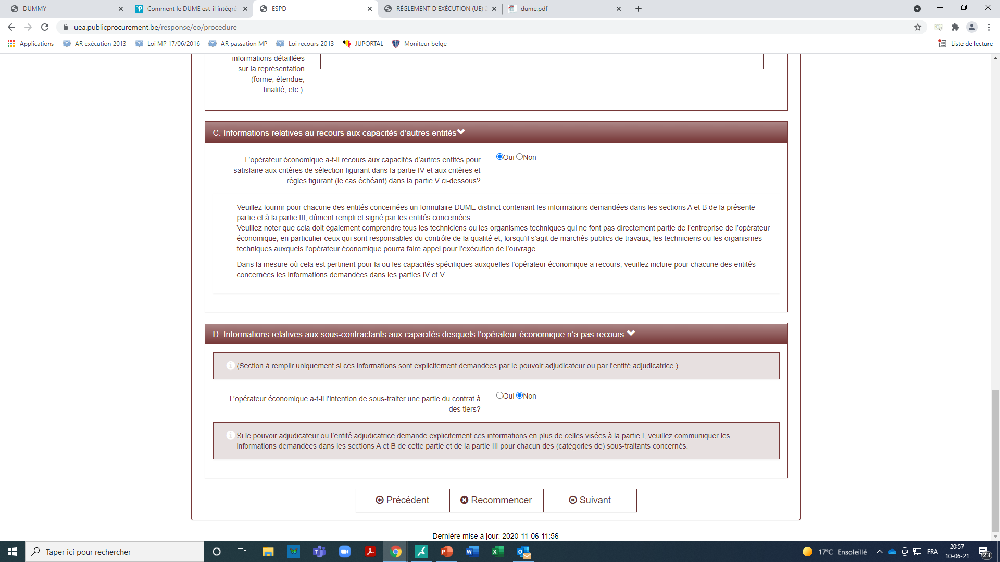 DUMMY
Comment le DUME est-il intégré
ESPD
RÈGLEMENT D'EXÉCUTION (UE)
dume.pdf
uea.publicprocurement.be/response/eo/procedure
Applications
AR exécution 2013
Loi MP 17/06/2016
AR passation MP
Loi recours 2013
JUPORTAL
Moniteur belge
Liste de lecture
informations détaillées
sur la représentation
(forme, étendue,
finalité, etc.):
C. Informations relatives au recours aux capacités d’autres entités
L’opérateur économique a-t-il recours aux capacités d’autres entités pour
satisfaire aux critères de sélection figurant dans la partie IV et aux critères et
règles figurant (le cas échéant) dans la partie V ci-dessous?
Oui Non
Veuillez fournir pour chacune des entités concernées un formulaire DUME distinct contenant les informations demandées dans les sections A et B de la présente
partie et à la partie III, dûment rempli et signé par les entités concernées.
Veuillez noter que cela doit également comprendre tous les techniciens ou les organismes techniques qui ne font pas directement partie de l’entreprise de l’opérateur
économique, en particulier ceux qui sont responsables du contrôle de la qualité et, lorsqu’il s’agit de marchés publics de travaux, les techniciens ou les organismes
techniques auxquels l’opérateur économique pourra faire appel pour l’exécution de l’ouvrage.
Dans la mesure où cela est pertinent pour la ou les capacités spécifiques auxquelles l’opérateur économique a recours, veuillez inclure pour chacune des entités
concernées les informations demandées dans les parties IV et V.
D: Informations relatives aux sous-contractants aux capacités desquels l’opérateur économique n’a pas recours.
(Section à remplir uniquement si ces informations sont explicitement demandées par le pouvoir adjudicateur ou par l’entité adjudicatrice.)
L’opérateur économique a-t-il l’intention de sous-traiter une partie du contrat à
des tiers?
Oui Non
Si le pouvoir adjudicateur ou l’entité adjudicatrice demande explicitement ces informations en plus de celles visées à la partie I, veuillez communiquer les
informations demandées dans les sections A et B de cette partie et de la partie III pour chacun des (catégories de) sous-traitants concernés.
Précédent
Recommencer
Suivant
Dernière mise à jour: 2020-11-06 11:56
Taper ici pour rechercher
17°C Ensoleillé
FRA
20:57
10-06-21
23